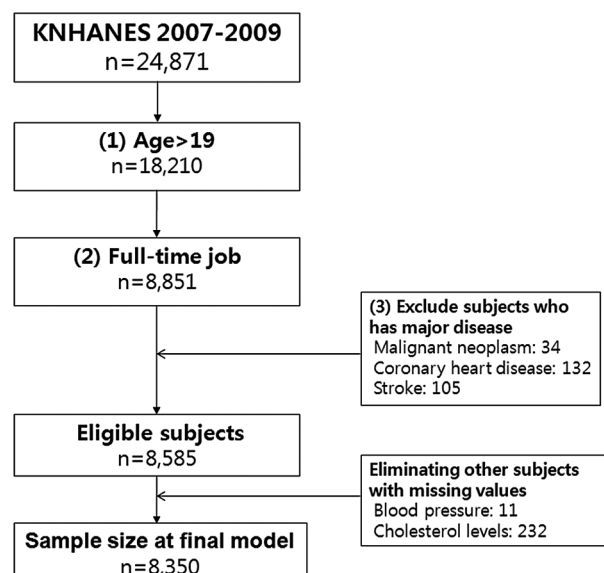 KNHANES 2007-2009
n=24,871
(1) Age>19
n=18,210
(2) Full-time job
n=8,851
(3) Exclude subjects who
has major disease
Malignant neoplasm: 34
Coronary heart disease: 132
Stroke: 105
Eligible subjects
n=8,585
Eliminating other subjects
with missing values
Blood pressure: 11
Cholesterol levels: 232
Sample size at final model
n=8,350